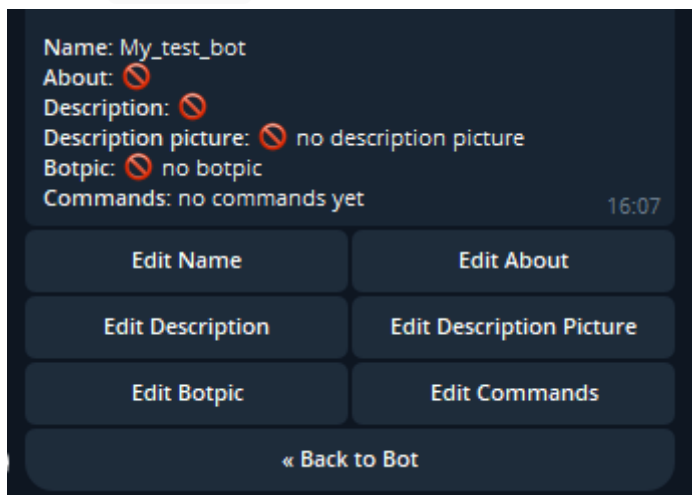 Name: My_test_bot
About: 🚫
Description: 🚫
Description picture: 🚫 no description picture
Botpic: 🚫 no botpic
Commands: no commands yet
16:07
Edit Name
Edit About
Edit Description
Edit Description Picture
Edit Botpic
Edit Commands
« Back to Bot